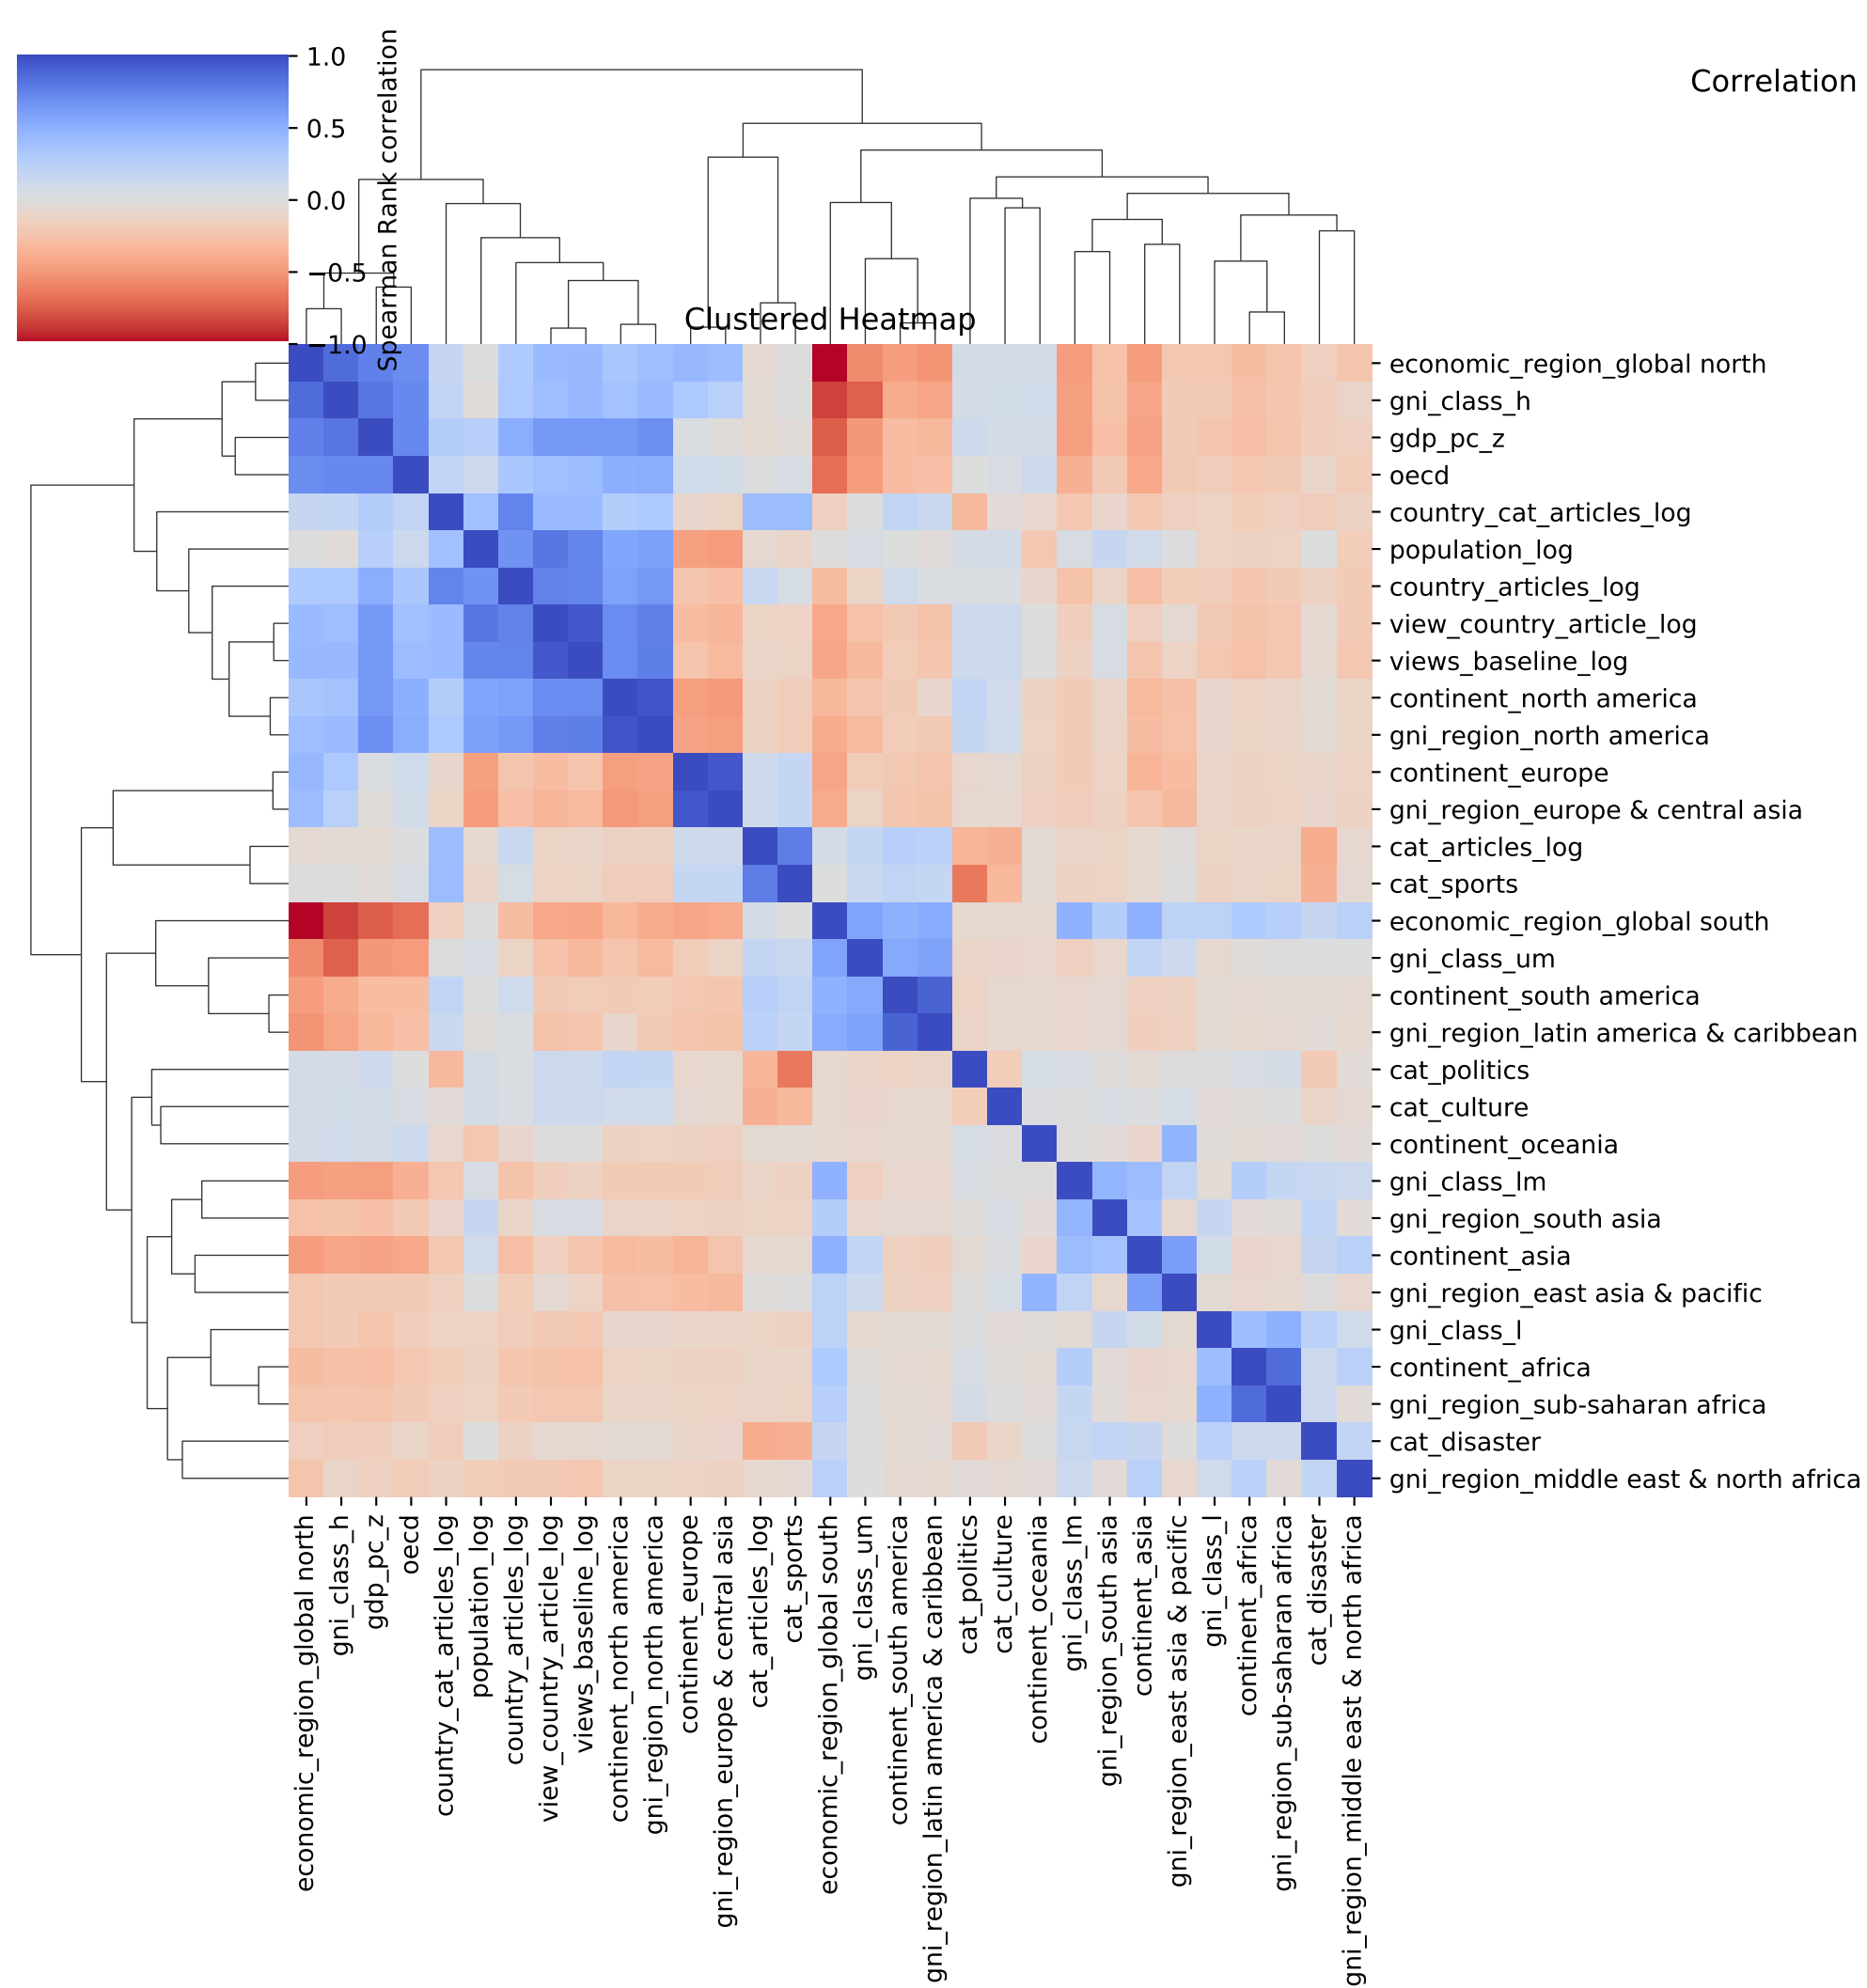 Correlation
1.0
0.5
0.0
−0.5
−1.0
Spearman Rank correlation
Clustered Heatmap
economic_region_global north
gni_class_h
gdp_pc_z
oecd
country_cat_articles_log
population_log
country_articles_log
view_country_article_log
views_baseline_log
continent_north america
gni_region_north america
continent_europe
gni_region_europe & central asia
cat_articles_log
cat_sports
economic_region_global south
gni_class_um
continent_south america
gni_region_latin america & caribbean
cat_politics
cat_culture
continent_oceania
gni_class_lm
gni_region_south asia
continent_asia
gni_region_east asia & pacific
gni_class_l
continent_africa
gni_region_sub-saharan africa
cat_disaster
gni_region_middle east & north africa
economic_region_global north
gni_class_h
gdp_pc_z
oecd
country_cat_articles_log
population_log
country_articles_log
view_country_article_log
views_baseline_log
continent_north america
gni_region_north america
continent_europe
gni_region_europe & central asia
cat_articles_log
cat_sports
economic_region_global south
gni_class_um
continent_south america
gni_region_latin america & caribbean
cat_politics
cat_culture
continent_oceania
gni_class_lm
gni_region_south asia
continent_asia
gni_region_east asia & pacific
gni_class_l
continent_africa
gni_region_sub-saharan africa
cat_disaster
gni_region_middle east & north africa